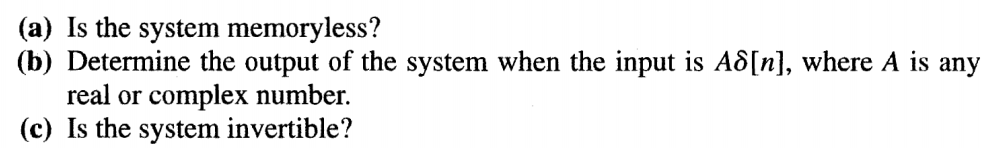 (a) Is the system memoryless?
(b) Determine the output of the system when the input is Aδ[n], where A is any
real or complex number.
(c) Is the system invertible?